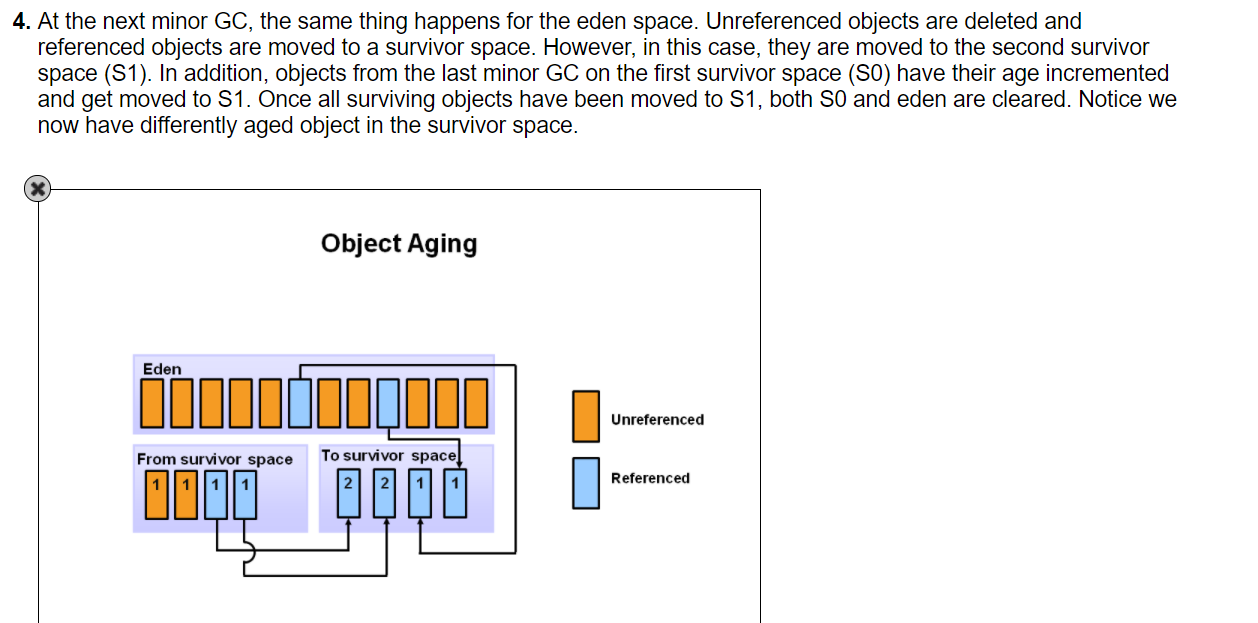 4. At the next minor GC, the same thing happens for the eden space. Unreferenced objects are deleted and
referenced objects are moved to a survivor space. However, in this case, they are moved to the second survivor
space (S1). In addition, objects from the last minor GC on the first survivor space (S0) have their age incremented
and get moved to S1. Once all surviving objects have been moved to S1, both S0 and eden are cleared. Notice we
now have differently aged object in the survivor space.
Object Aging
Eden
Unreferenced
From survivor space
To survivor space
1 1 1 1
2 2 1 1
Referenced